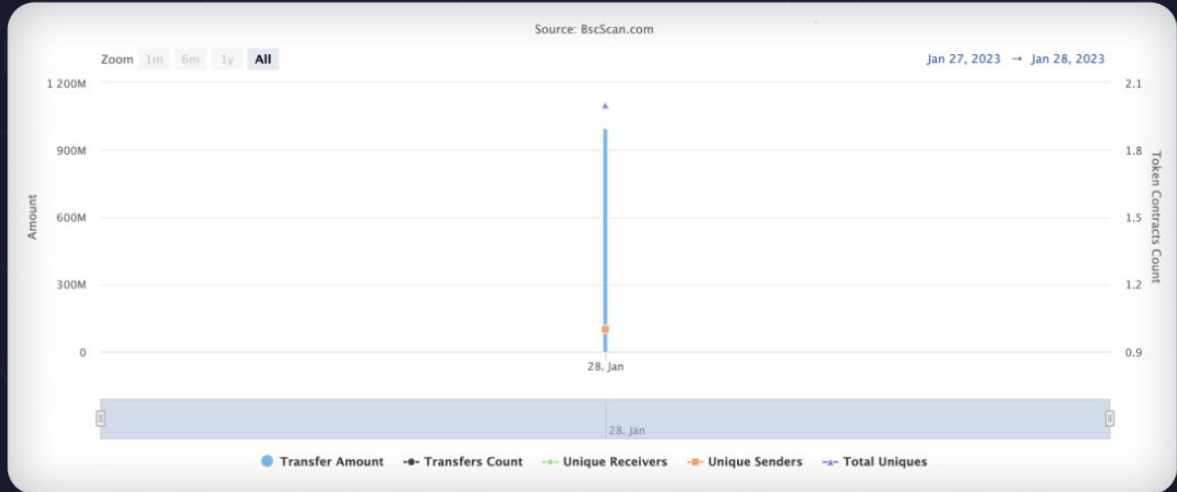 Source: BscScan.com
Zoom 1m 6m 1y All
Jan 27, 2023 → Jan 28, 2023
1 200M
900M
600M
300M
0
Amount
2.1
1.8
1.5
1.2
0.9
Token Contracts Count
28. Jan
28. Jan
Transfer Amount Transfers Count Unique Receivers Unique Senders Total Uniques